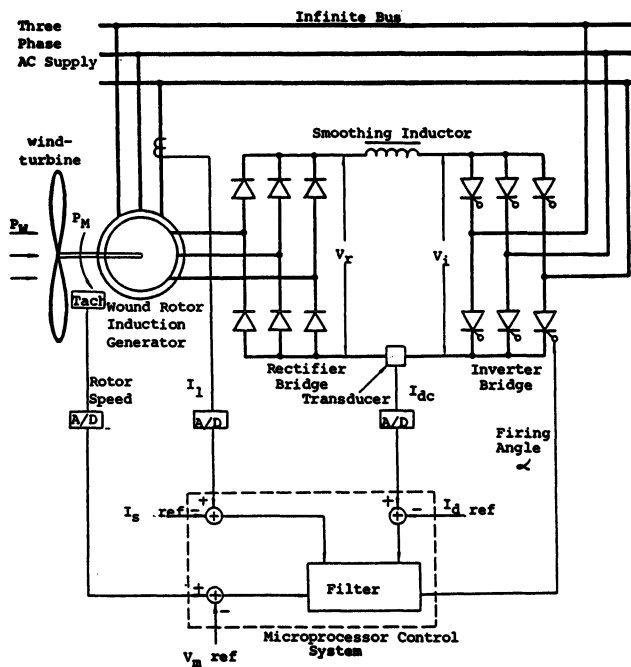 Three
Phase
AC Supply
Infinite Bus
wind-
turbine
Smoothing Inductor
P_W
P_M
V_r
V_i
Tach
Wound Rotor
Induction
Generator
Rectifier
Bridge
Transducer
Inverter
Bridge
Rotor
Speed
I_1
I_dc
A/D
A/D
A/D
Firing
Angle
α
+
-
I_s ref
+
-
I_d ref
+
-
Filter
Microprocessor Control
System
V_m ref